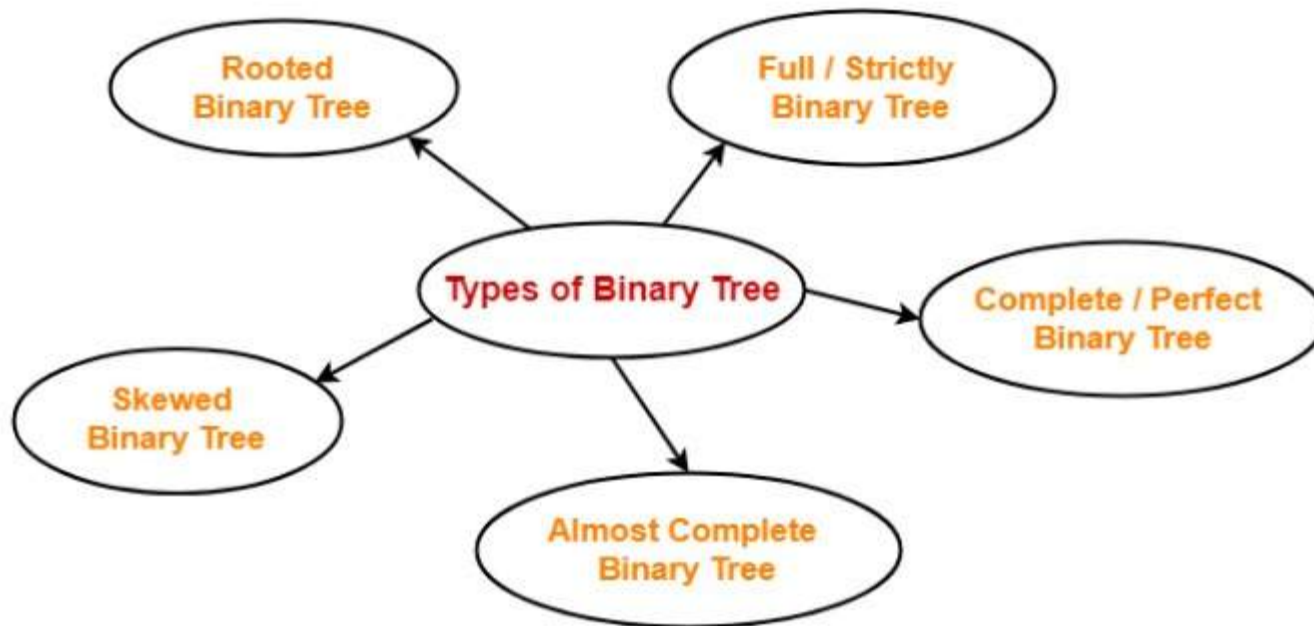 Rooted
Binary Tree
Full / Strictly
Binary Tree
Types of Binary Tree
Complete / Perfect
Binary Tree
Skewed
Binary Tree
Almost Complete
Binary Tree